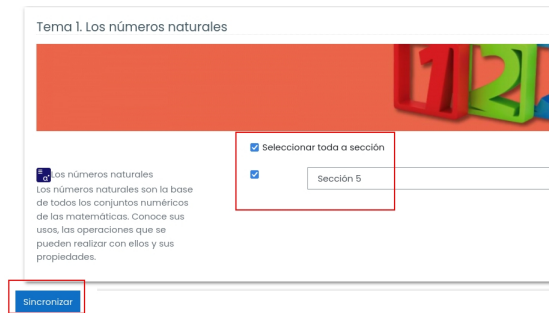 Tema 1. Los números naturales
12
Seleccionar toda a sección
Los números naturales
Sección 5
Los números naturales son la base
de todos los conjuntos numéricos
de las matemáticas. Conoce sus
usos, las operaciones que se
pueden realizar con ellos y sus
propiedades.
Sincronizar